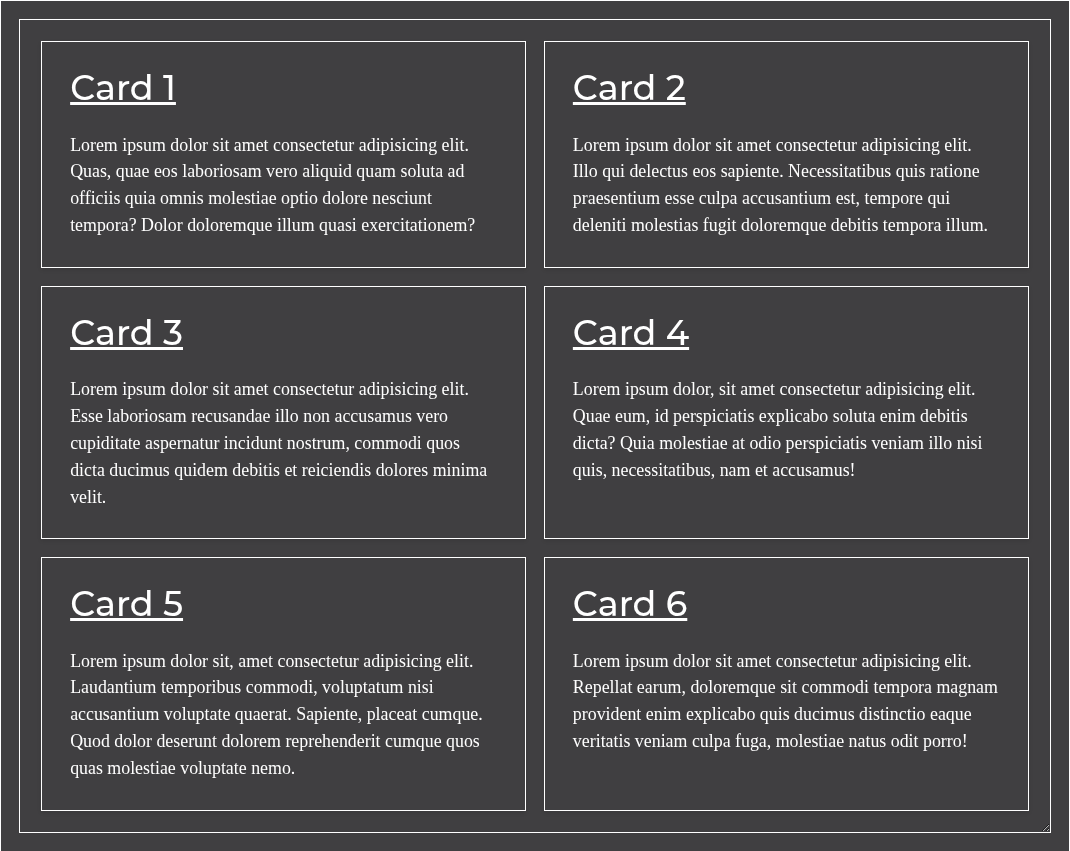 Card 1
Lorem ipsum dolor sit amet consectetur adipisicing elit.
Quas, quae eos laboriosam vero aliquid quam soluta ad
officiis quia omnis molestiae optio dolore nesciunt
tempora? Dolor doloremque illum quasi exercitationem?
Card 2
Lorem ipsum dolor sit amet consectetur adipisicing elit.
Illo qui delectus eos sapiente. Necessitatibus quis ratione
praesentium esse culpa accusantium est, tempore qui
deleniti molestias fugit doloremque debitis tempora illum.
Card 3
Lorem ipsum dolor sit amet consectetur adipisicing elit.
Esse laboriosam recusandae illo non accusamus vero
cupiditate aspernatur incidunt nostrum, commodi quos
dicta ducimus quidem debitis et reiciendis dolores minima
velit.
Card 4
Lorem ipsum dolor, sit amet consectetur adipisicing elit.
Quae eum, id perspiciatis explicabo soluta enim debitis
dicta? Quia molestiae at odio perspiciatis veniam illo nisi
quis, necessitatibus, nam et accusamus!
Card 5
Lorem ipsum dolor sit, amet consectetur adipisicing elit.
Laudantium temporibus commodi, voluptatum nisi
accusantium voluptate quaerat. Sapiente, placeat cumque.
Quod dolor deserunt dolorem reprehenderit cumque quos
quas molestiae voluptate nemo.
Card 6
Lorem ipsum dolor sit amet consectetur adipisicing elit.
Repellat earum, doloremque sit commodi tempora magnam
provident enim explicabo quis ducimus distinctio eaque
veritatis veniam culpa fuga, molestiae natus odit porro!